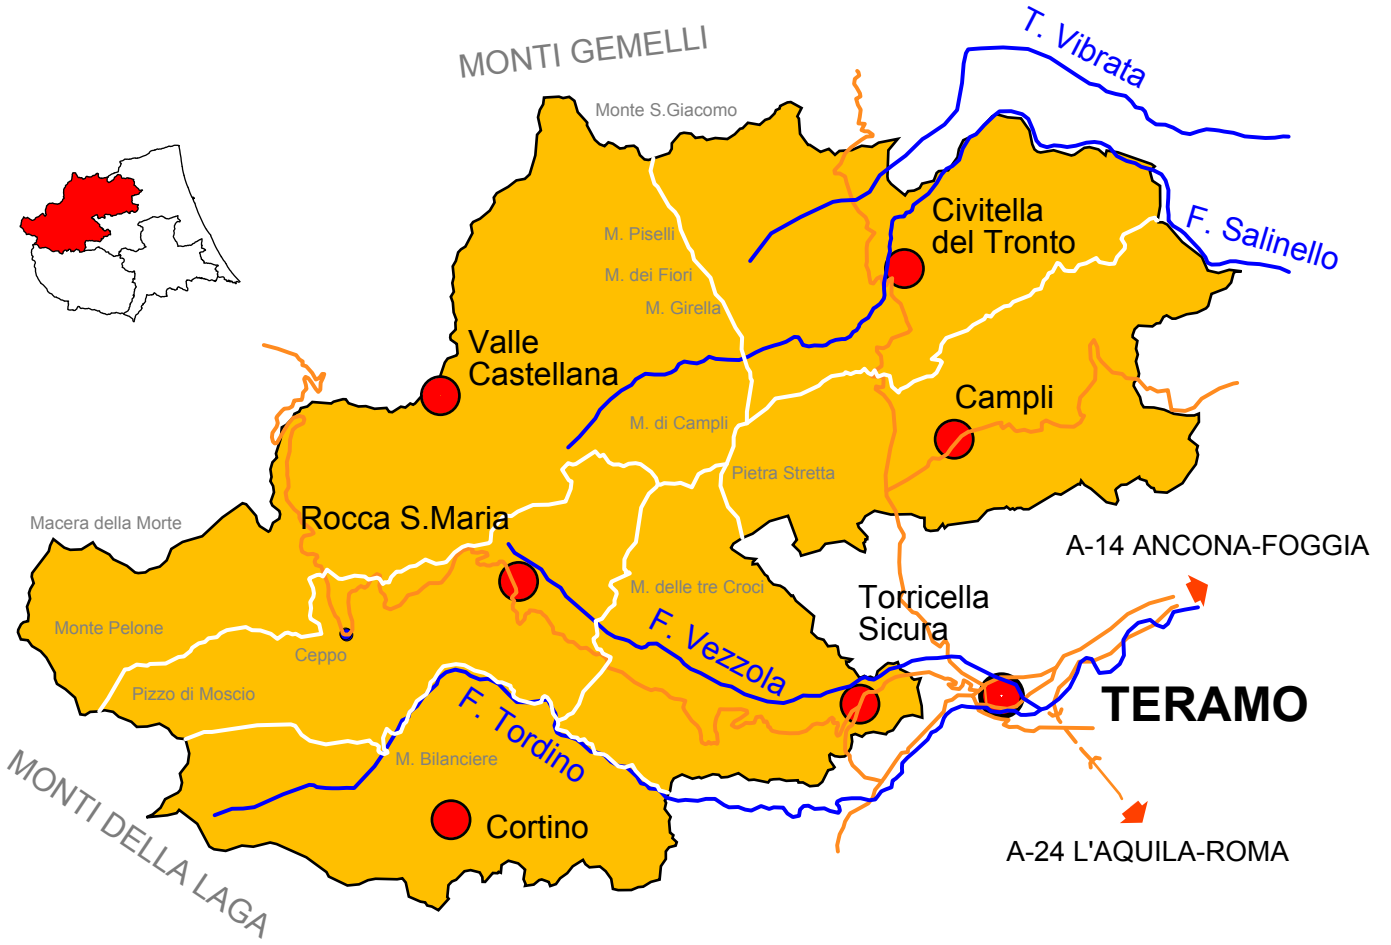 T. Vibrata
MONTI GEMELLI
Monte S.Giacomo
F. Salinello
Civitella
del Tronto
M. Piselli
M. dei Fiori
M. Girella
Valle
Castellana
Campli
M. di Campli
Pietra Stretta
Rocca S.Maria
Macera della Morte
A-14 ANCONA-FOGGIA
M. delle tre Croci
Torricella
Sicura
F. Vezzola
Monte Pelone
Ceppo
Pizzo di Moscio
F. Tordino
TERAMO
M. Bilanciere
MONTI DELLA LAGA
Cortino
A-24 L'AQUILA-ROMA